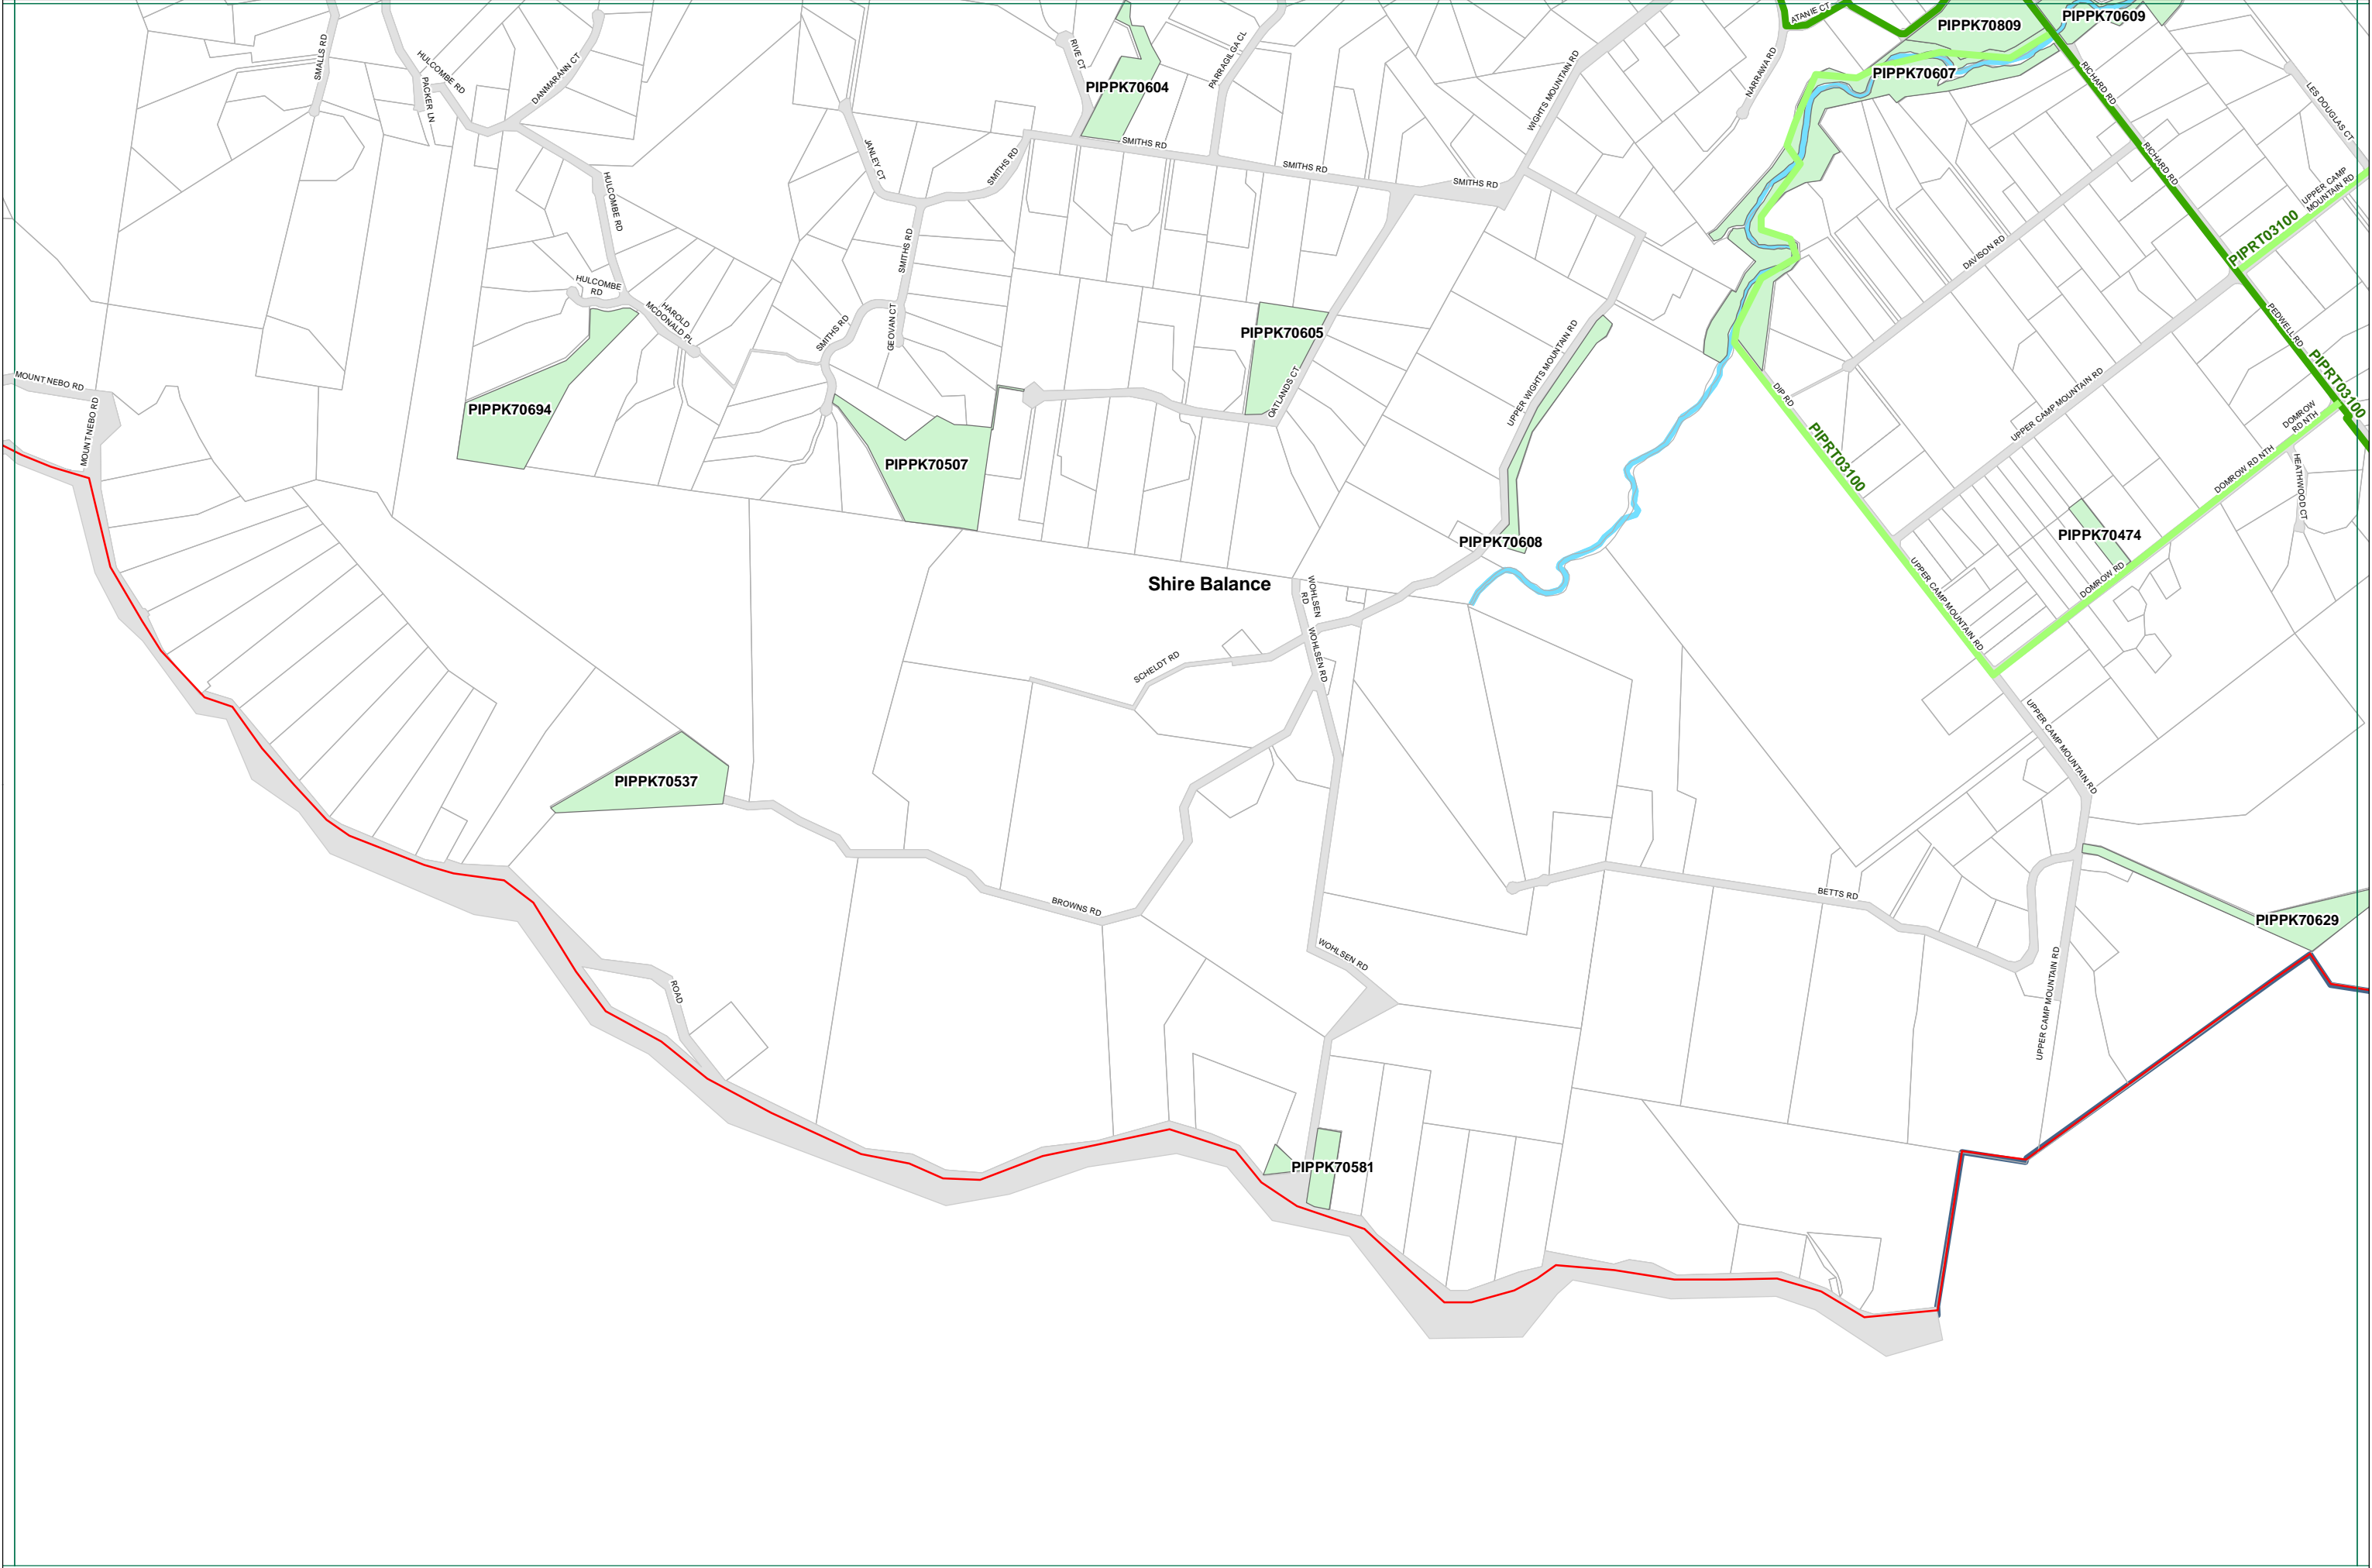 ATANIE CT
PIPPK70809
PIPPK70609
SMALLS RD
HULCOMBE RD
PACKER LN
DANMARANN CT
RIVE CT
PIPPK70604
PARRAGILGA CL
WIGHTS MOUNTAIN RD
NARRAWA RD
PIPPK70607
RICHARD RD
LES DOUGLAS CT
JANLEY CT
SMITHS RD
SMITHS RD
SMITHS RD
SMITHS RD
RICHARD RD
UPPER CAMP
MOUNTAIN RD
HULCOMBE RD
SMITHS RD
DAVISON RD
PIPRT03100
HULCOMBE
RD
HAROLD
MCDONALD PL
SMITHS RD
GEOVAN CT
PIPPK70605
OATLANDS CT
UPPER WIGHTS MOUNTAIN RD
PEDWELL RD
PIPRT03100
MOUNT NEBO RD
MOUNT NEBO RD
PIPPK70694
PIPPK70507
DIP RD
PIPRT03100
UPPER CAMP MOUNTAIN RD
DOMROW
RD NTH
DOMROW RD NTH
HEATHWOOD CT
PIPPK70608
PIPPK70474
Shire Balance
WOHLSEN
RD
DOMROW RD
UPPER CAMP MOUNTAIN RD
SCHELDT RD
WOHLSEN RD
UPPER CAMP MOUNTAIN RD
PIPPK70537
BROWNS RD
BETTS RD
PIPPK70629
WOHLSEN RD
ROAD
UPPER CAMP MOUNTAIN RD
PIPPK70581